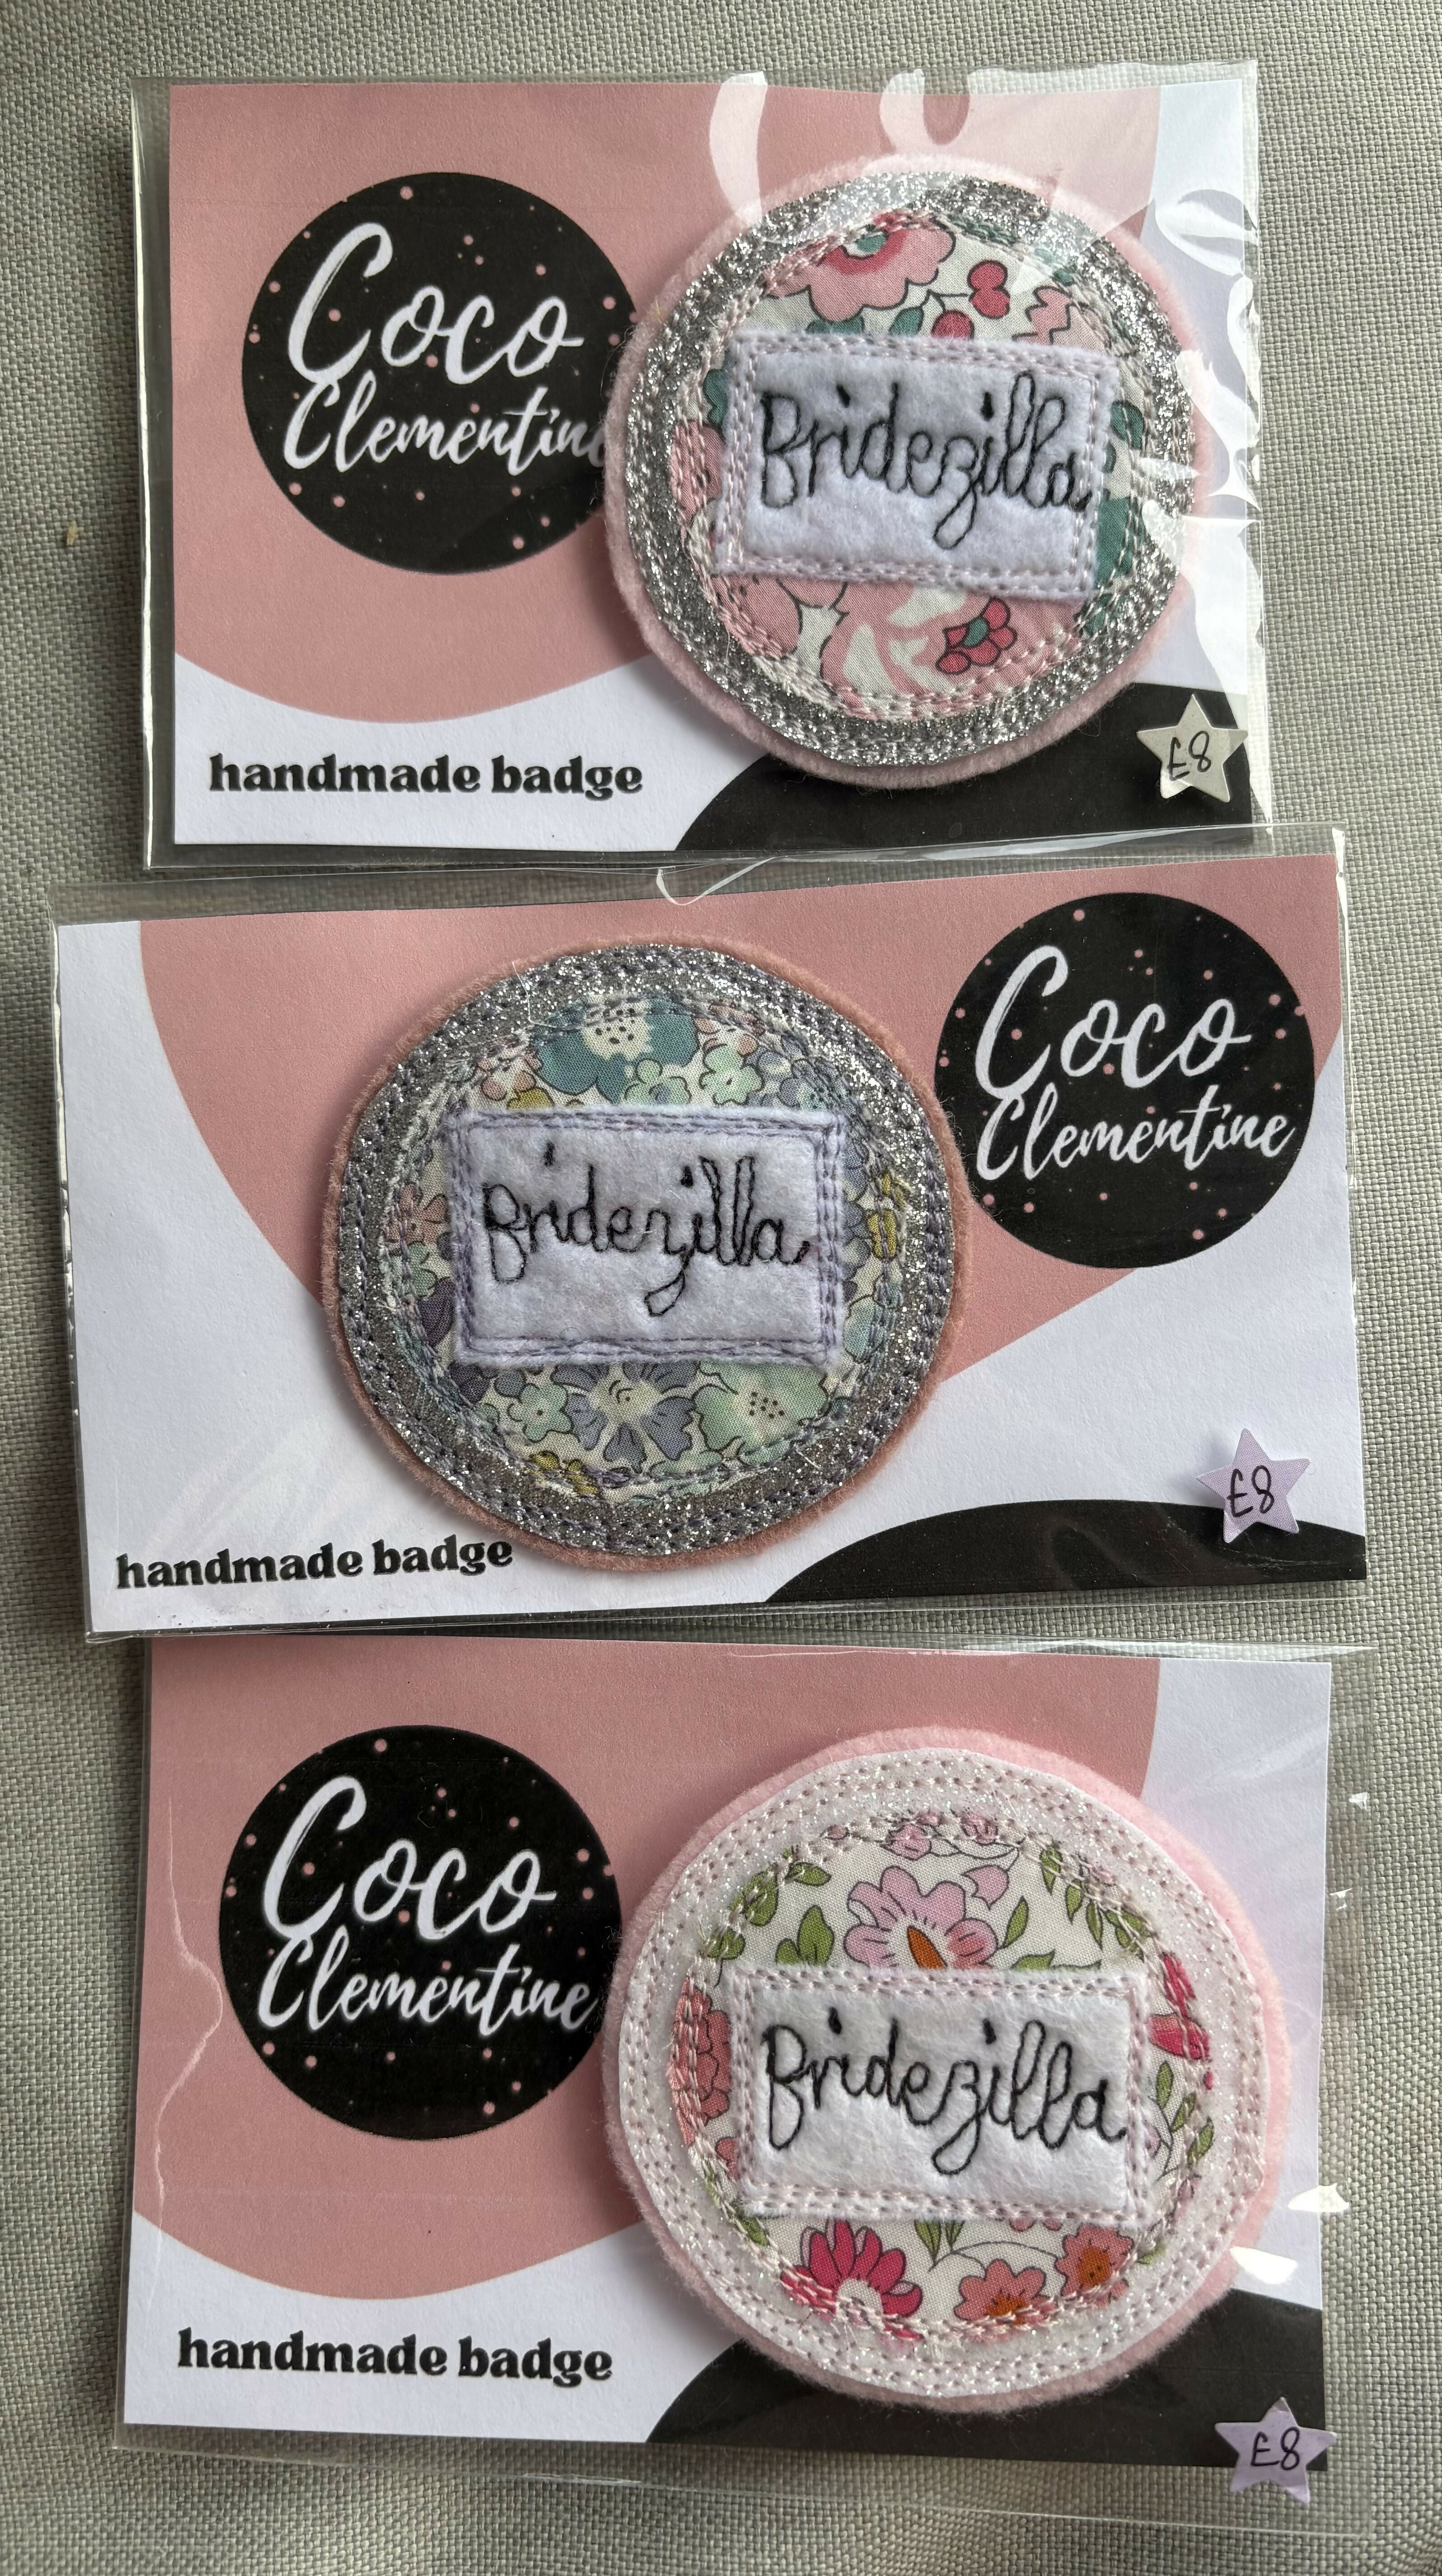 Coco
Clementine
Bridezilla
handmade badge
£8
Bridezilla
Coco
Clementine
handmade badge
£8
Coco
Clementine
Bridezilla
handmade badge
£8